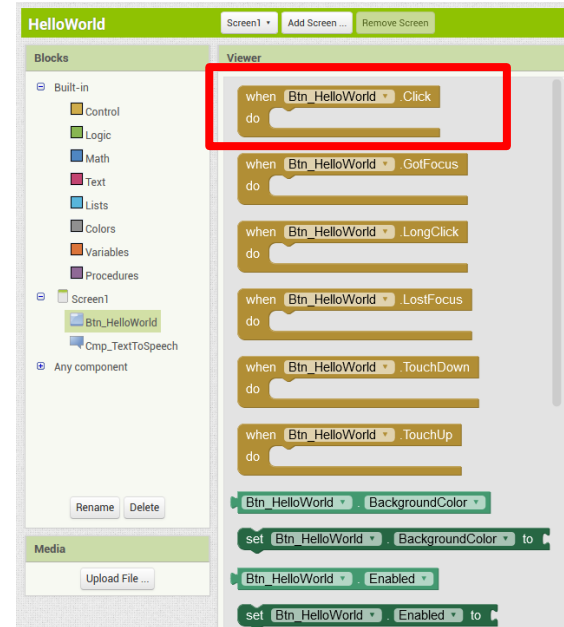 HelloWorld
Screen1 Add Screen ... Remove Screen
Blocks
Built-in
Control
Logic
Math
Text
Lists
Colors
Variables
Procedures
Screen1
Btn_HelloWorld
Cmp_TextToSpeech
Any component
Rename Delete
Media
Upload File ...
Viewer
when Btn_HelloWorld .Click
do
when Btn_HelloWorld .GotFocus
do
when Btn_HelloWorld .LongClick
do
when Btn_HelloWorld .LostFocus
do
when Btn_HelloWorld .TouchDown
do
when Btn_HelloWorld .TouchUp
do
Btn_HelloWorld . BackgroundColor
set Btn_HelloWorld . BackgroundColor to
Btn_HelloWorld . Enabled
set Btn_HelloWorld . Enabled to